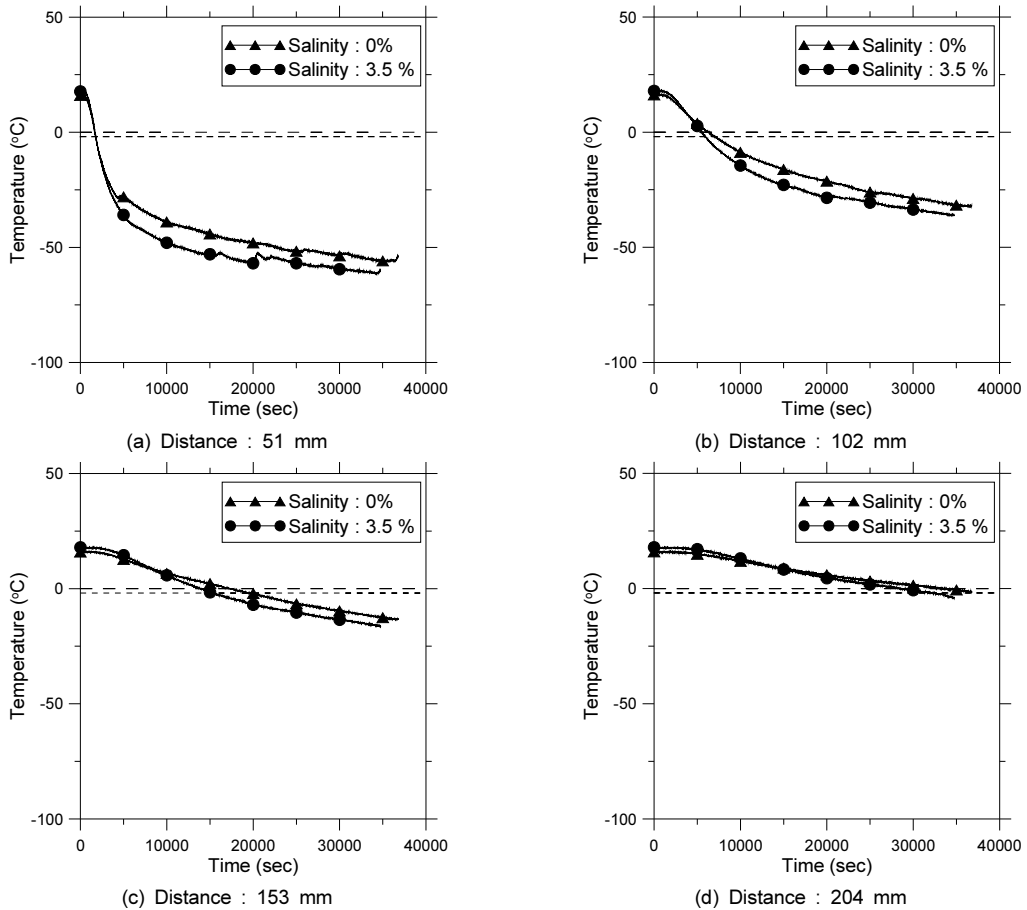 50
0
-50
-100
Temperature (oC)
Salinity : 0%
Salinity : 3.5 %
0 10000 20000 30000 40000
Time (sec)
(a) Distance : 51 mm
50
0
-50
-100
Temperature (oC)
Salinity : 0%
Salinity : 3.5 %
0 10000 20000 30000 40000
Time (sec)
(b) Distance : 102 mm
50
0
-50
-100
Temperature (oC)
Salinity : 0%
Salinity : 3.5 %
0 10000 20000 30000 40000
Time (sec)
(c) Distance : 153 mm
50
0
-50
-100
Temperature (oC)
Salinity : 0%
Salinity : 3.5 %
0 10000 20000 30000 40000
Time (sec)
(d) Distance : 204 mm